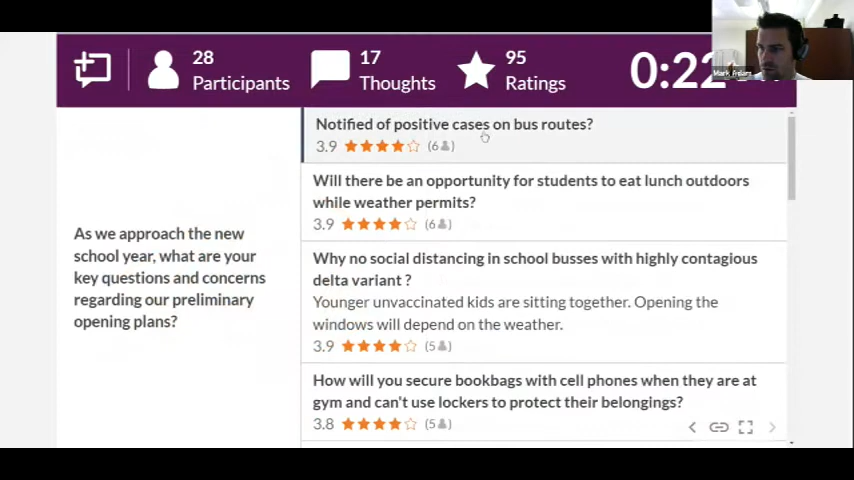 28
Participants
17
Thoughts
95
Ratings
0:22
As we approach the new
school year, what are your
key questions and concerns
regarding our preliminary
opening plans?
Notified of positive cases on bus routes?
3.9 (6)
Will there be an opportunity for students to eat lunch outdoors
while weather permits?
3.9 (6)
Why no social distancing in school busses with highly contagious
delta variant ?
Younger unvaccinated kids are sitting together. Opening the
windows will depend on the weather.
3.9 (5)
How will you secure bookbags with cell phones when they are at
gym and can't use lockers to protect their belongings?
3.8 (5)
Mark